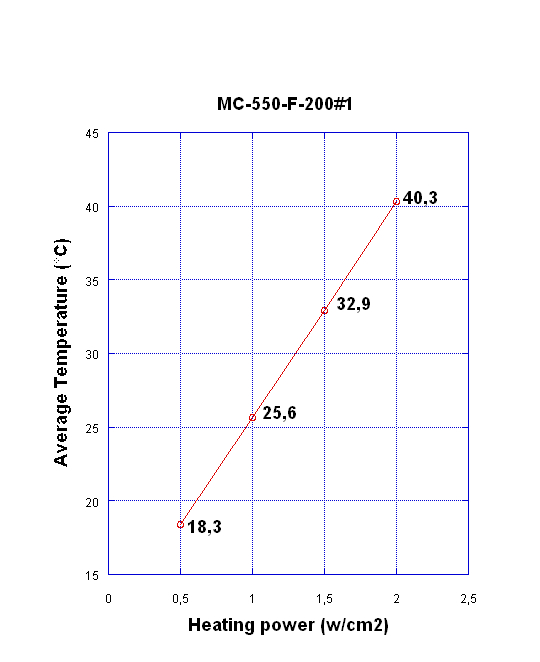 MC-550-F-200#1
45
40
35
30
25
20
15
40,3
32,9
25,6
18,3
Average Temperature (°C)
0 0,5 1 1,5 2 2,5
Heating power (w/cm2)